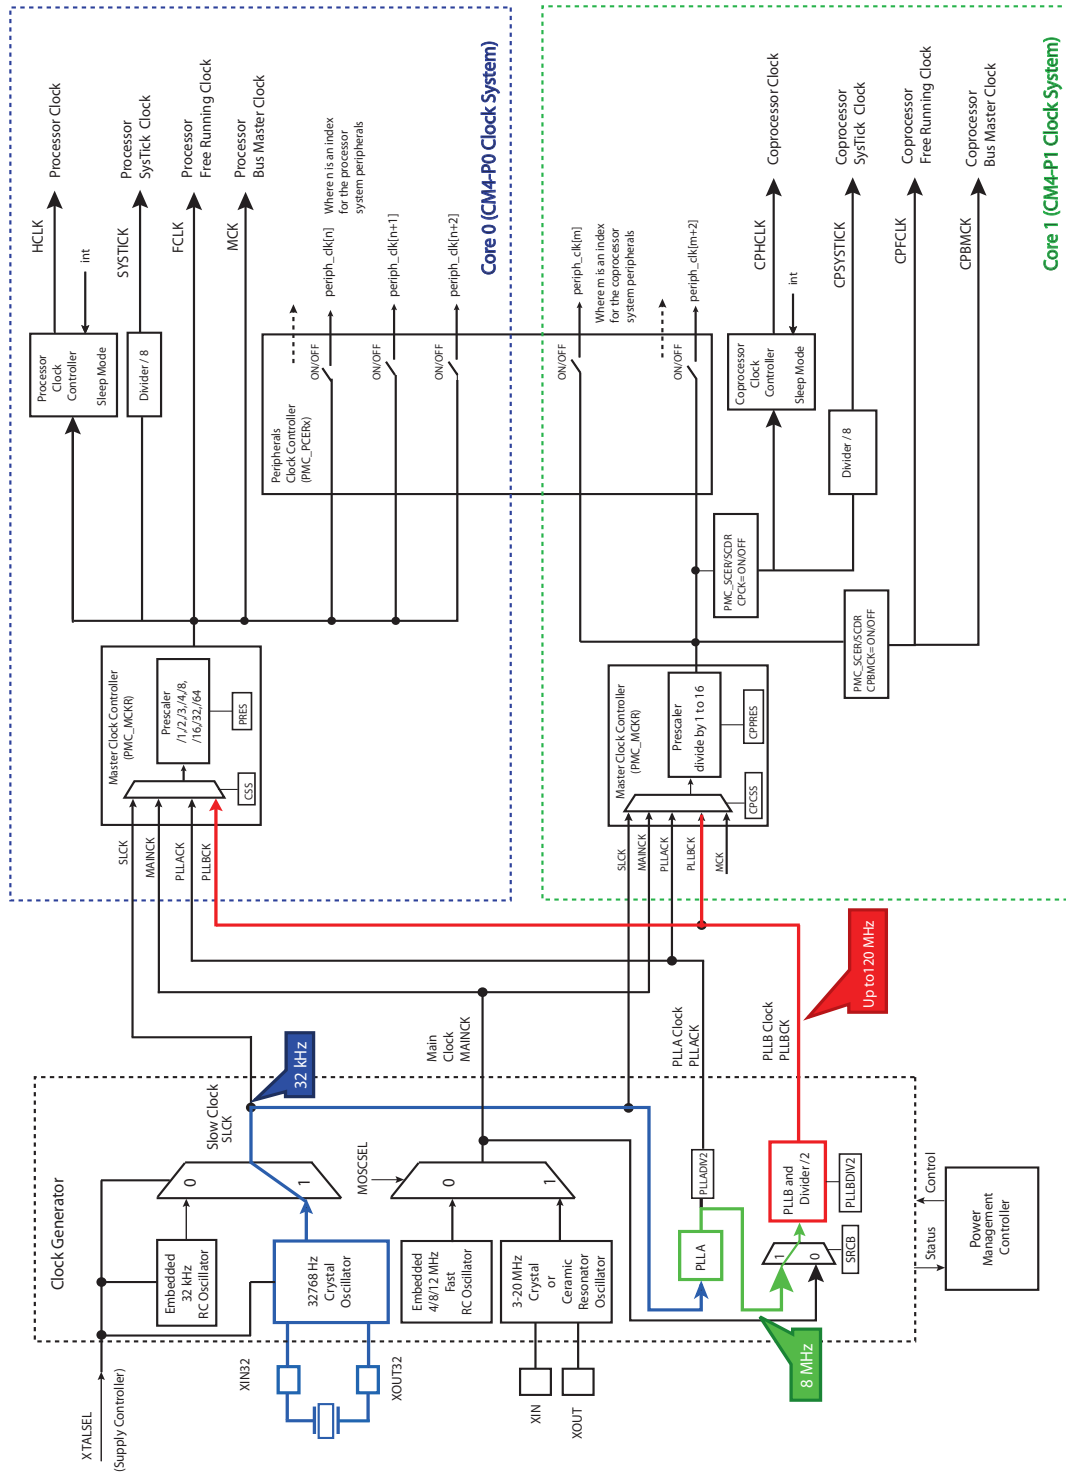 XTALSEL
(Supply Controller)
Clock Generator
Embedded
32 kHz
RC Oscillator
0
1
Slow Clock
SLCK
32 kHz
XIN32
XOUT32
32768 Hz
Crystal
Oscillator
MOSCSEL
Embedded
4/8/12 MHz
Fast
RC Oscillator
0
1
XIN
XOUT
3-20 MHz
Crystal
or
Ceramic
Resonator
Oscillator
Main
Clock
MAINCK
PLLA
PLLADIV2
PLLA Clock
PLLACK
8 MHz
1
0
SRCB
PLLB and
Divider /2
PLLBDIV2
PLLB Clock
PLLBCK
Up to120 MHz
Status
Control
Power
Management
Controller
Core 0 (CM4-P0 Clock System)
SLCK
MAINCK
PLLACK
PLLBCK
Master Clock Controller
(PMC_MCKR)
Prescaler
/1,/2,/3,/4,/8,
/16,/32,/64
PRES
CSS
Processor
Clock
Controller
Sleep Mode
int
HCLK
Processor Clock
Divider / 8
SYSTICK
Processor
SysTick Clock
FCLK
Processor
Free Running Clock
MCK
Processor
Bus Master Clock
Peripherals
Clock Controller
(PMC_PCERx)
ON/OFF
ON/OFF
ON/OFF
periph_clk[n]
Where n is an index
for the processor
system peripherals
periph_clk[n+1]
periph_clk[n+2]
Core 1 (CM4-P1 Clock System)
SLCK
MAINCK
PLLACK
PLLBCK
MCK
Master Clock Controller
(PMC_MCKR)
Prescaler
divide by 1 to 16
CPPRES
CPCSS
ON/OFF
ON/OFF
periph_clk[m]
Where m is an index
for the coprocessor
system peripherals
periph_clk[m+2]
PMC_SCER/SCDR
CPCK=ON/OFF
PMC_SCER/SCDR
CPBMCK=ON/OFF
Coprocessor
Clock
Controller
Sleep Mode
int
CPHCLK
Coprocessor Clock
Divider / 8
CPSYSTICK
Coprocessor
SysTick Clock
CPFCLK
Coprocessor
Free Running Clock
CPBMCK
Coprocessor
Bus Master Clock